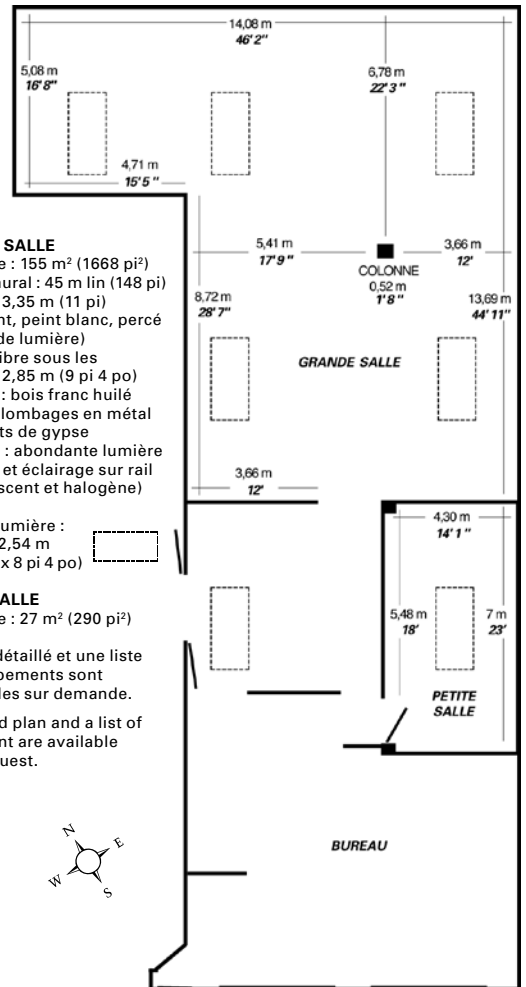 14,08 m
46' 2"
5,08 m
16' 8"
6,78 m
22' 3"
4,71 m
15' 5"
5,41 m
17' 9"
3,66 m
12'
COLONNE
0,52 m
1' 8"
8,72 m
28' 7"
13,69 m
44' 11"
GRANDE SALLE
3,66 m
12'
SALLE
e : 155 m² (1668 pi²)
ural : 45 m lin (148 pi)
3,35 m (11 pi)
nt, peint blanc, percé
de lumière)
ibre sous les
2,85 m (9 pi 4 po)
: bois franc huilé
lombages en métal
ts de gypse
: abondante lumière
et éclairage sur rail
scent et halogène)
umière :
2,54 m
x 8 pi 4 po)
ALLE
e : 27 m² (290 pi²)
détaillé et une liste
pements sont
les sur demande.
d plan and a list of
nt are available
uest.
4,30 m
14' 1"
5,48 m
18'
7 m
23'
PETITE
SALLE
BUREAU
N
E
W
S